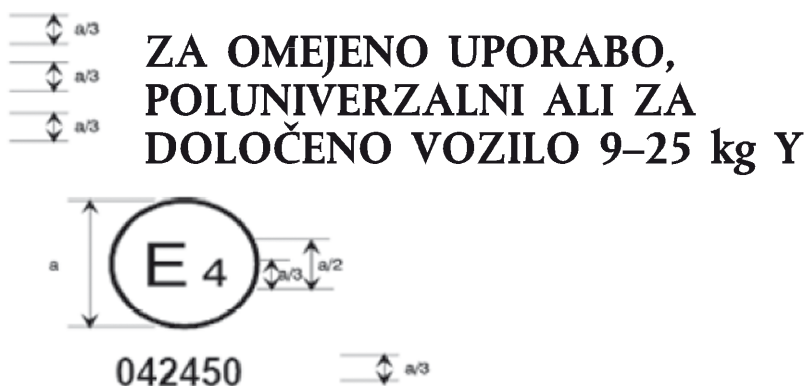 a/3 ZA OMEJENO UPORABO,
a/3 POLUNIVERZALNI ALI ZA
a/3 DOLOČENO VOZILO 9–25 kg Y
a E 4 a/3 a/2
042450 a/3